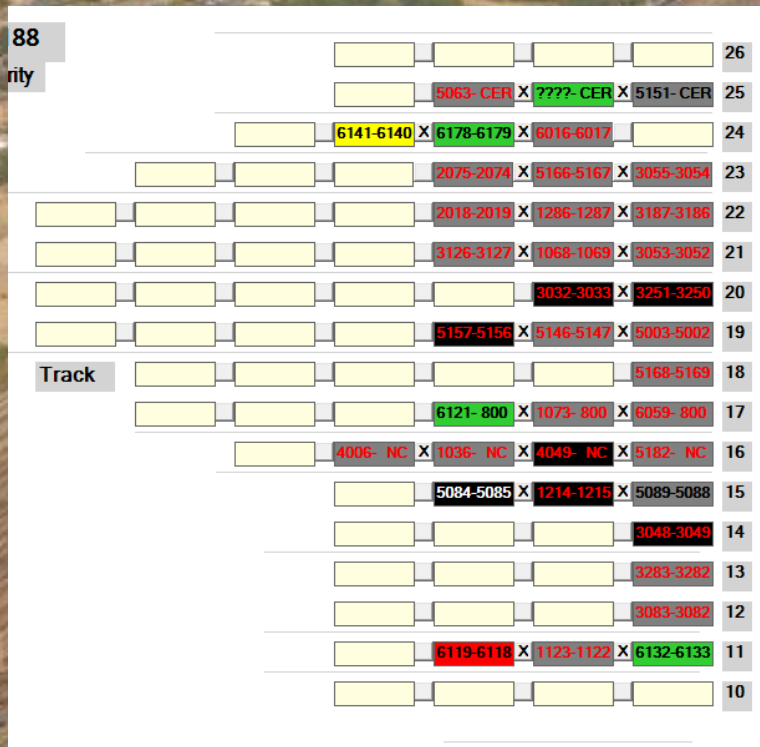 88
26
rity
5063- CER X ????- CER X 5151- CER 25
6141-6140 X 6178-6179 X 6016-6017 24
2075-2074 X 5166-5167 X 3055-3054 23
2018-2019 X 1286-1287 X 3187-3186 22
3126-3127 X 1068-1069 X 3053-3052 21
3032-3033 X 3251-3250 20
5157-5156 X 5146-5147 X 5003-5002 19
Track 5168-5169 18
6121- 800 X 1073- 800 X 6059- 800 17
4006- NC X 1036- NC X 4049- NC X 5182- NC 16
5084-5085 X 1214-1215 X 5089-5088 15
3048-3049 14
3283-3282 13
3083-3082 12
6119-6118 X 1123-1122 X 6132-6133 11
10